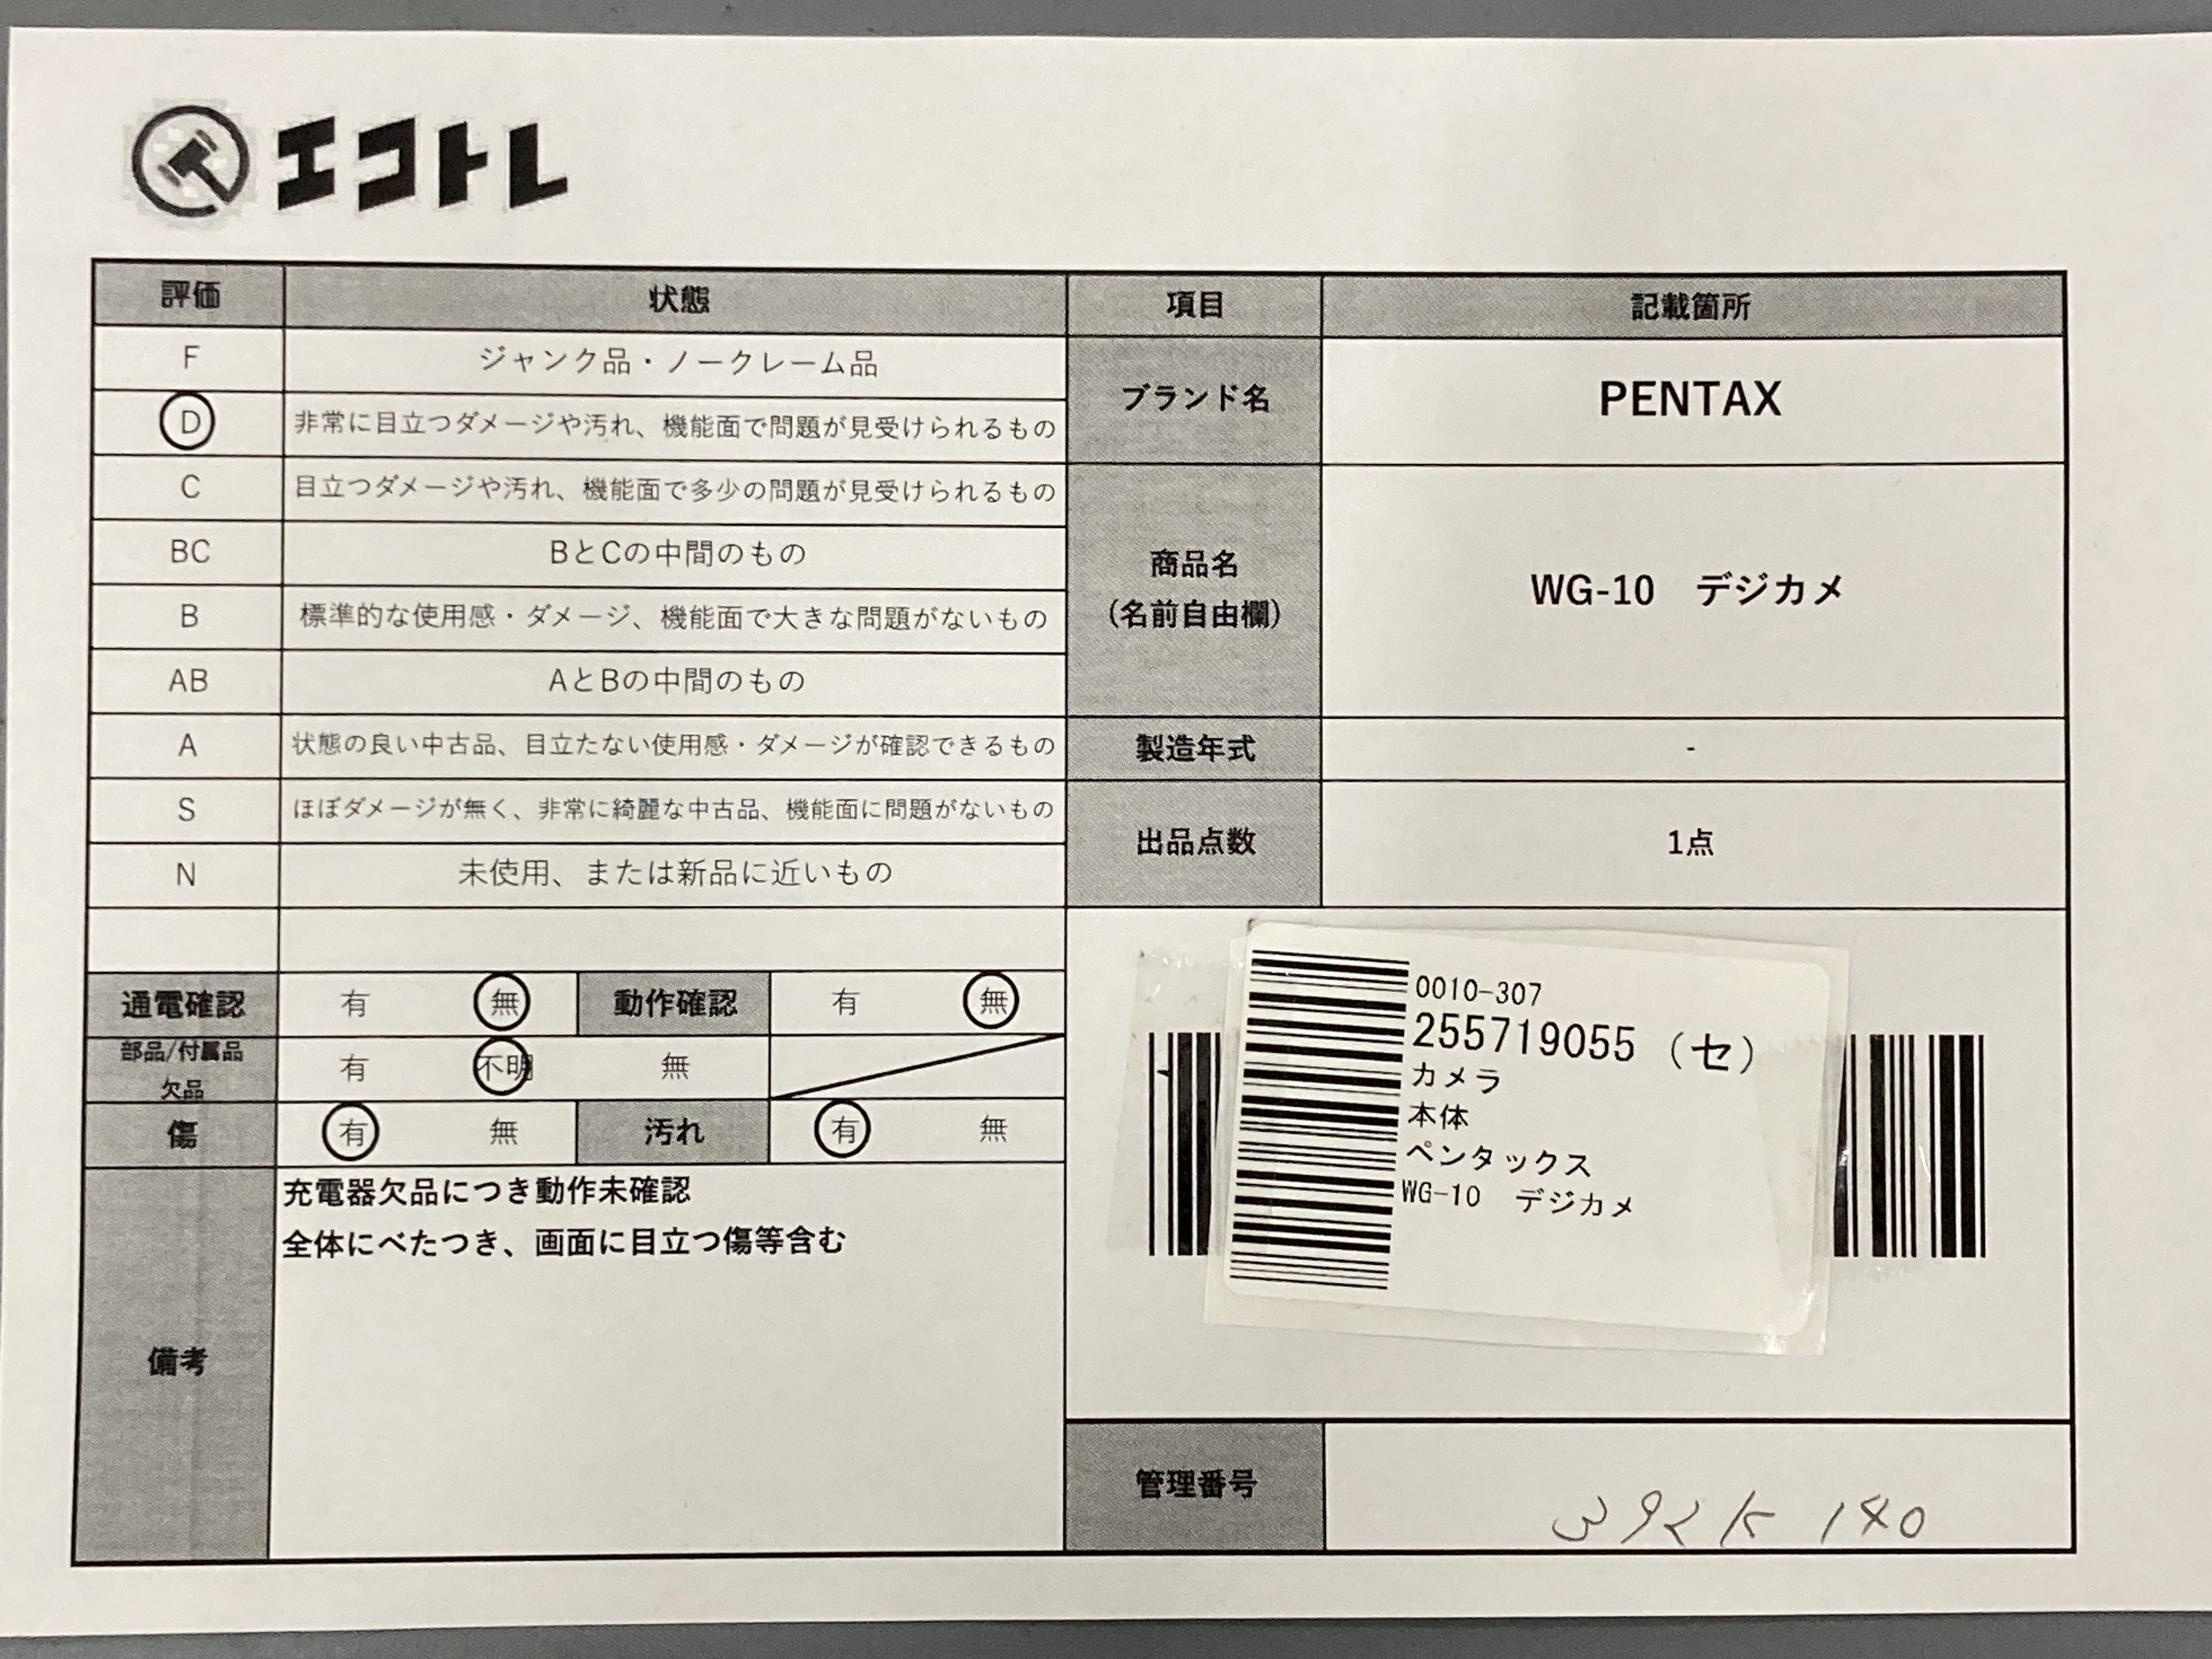 エコトレ
評価 状態 項目 記載箇所
F ジャンク品・ノークレーム品
D 非常に目立つダメージや汚れ、機能面で問題が見受けられるもの
ブランド名 PENTAX
C 目立つダメージや汚れ、機能面で多少の問題が見受けられるもの
BC BとCの中間のもの
B 標準的な使用感・ダメージ、機能面で大きな問題がないもの
AB AとBの中間のもの
商品名
(名前自由欄)
WG-10 デジカメ
A 状態の良い中古品、目立たない使用感・ダメージが確認できるもの
製造年式 -
S ほぼダメージが無く、非常に綺麗な中古品、機能面に問題がないもの
N 未使用、または新品に近いもの
出品点数 1点
通電確認 有 無 動作確認 有 無
部品/付属品
欠品
有 不明 無
傷 有 無 汚れ 有 無
備考
充電器欠品につき動作未確認
全体にべたつき、画面に目立つ傷等含む
0010-307
255719055 (セ)
カメラ
本体
ペンタックス
WG-10 デジカメ
管理番号 392K 140